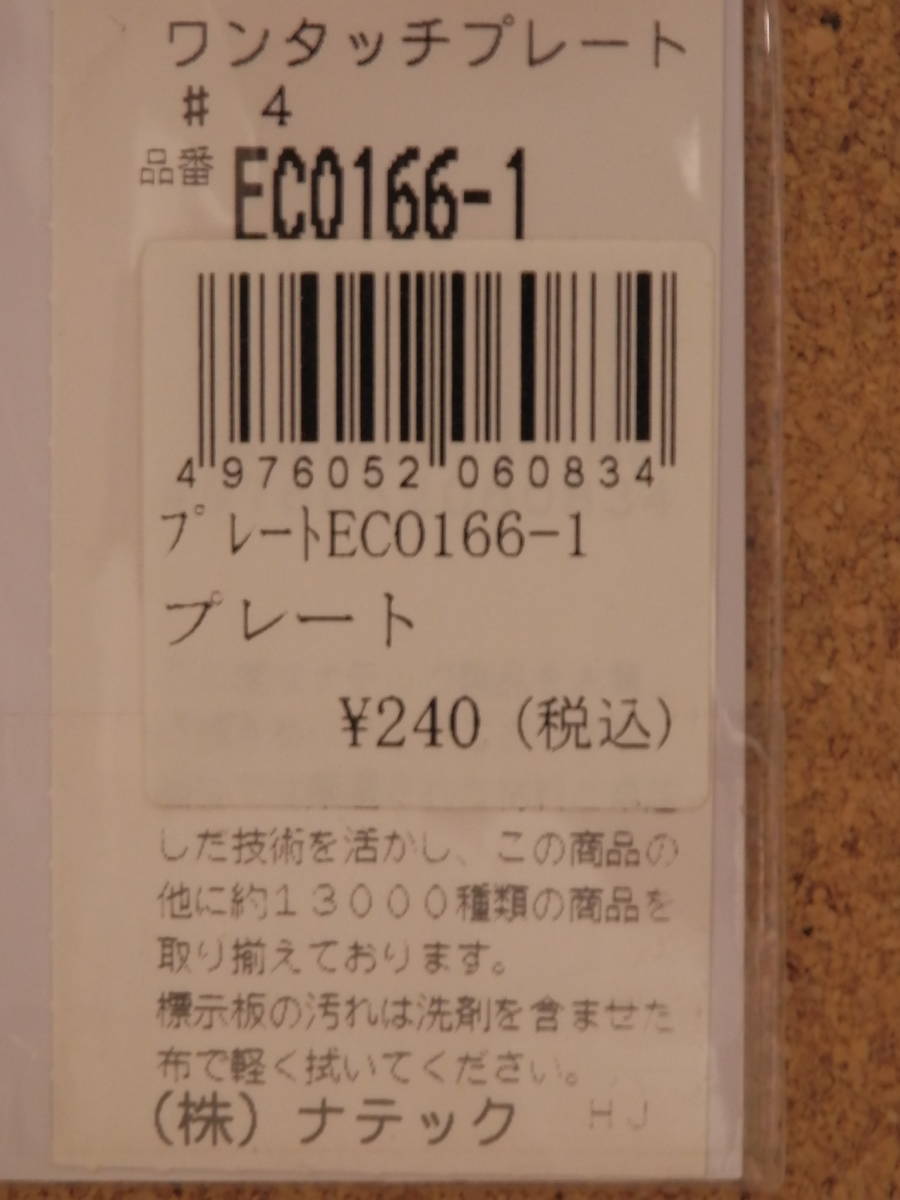 ワンタッチプレート
# 4
品番 ECO166-1
4 976052 060834
ﾌﾟﾚｰﾄECO166-1
プレート
¥240 (税込)
した技術を活かし、この商品の
他に約13000種類の商品を
取り揃えております。
標示板の汚れは洗剤を含ませた
布で軽く拭いてください。
(株) ナテック HJ